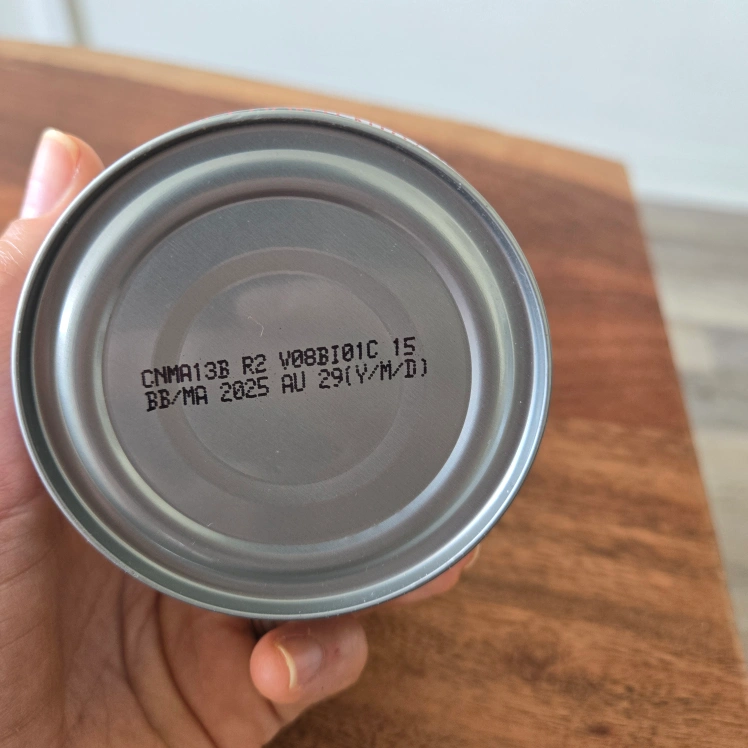 CNMA13B R2 V08BI01C 15
BB/MA 2025 AU 29(Y/M/D)